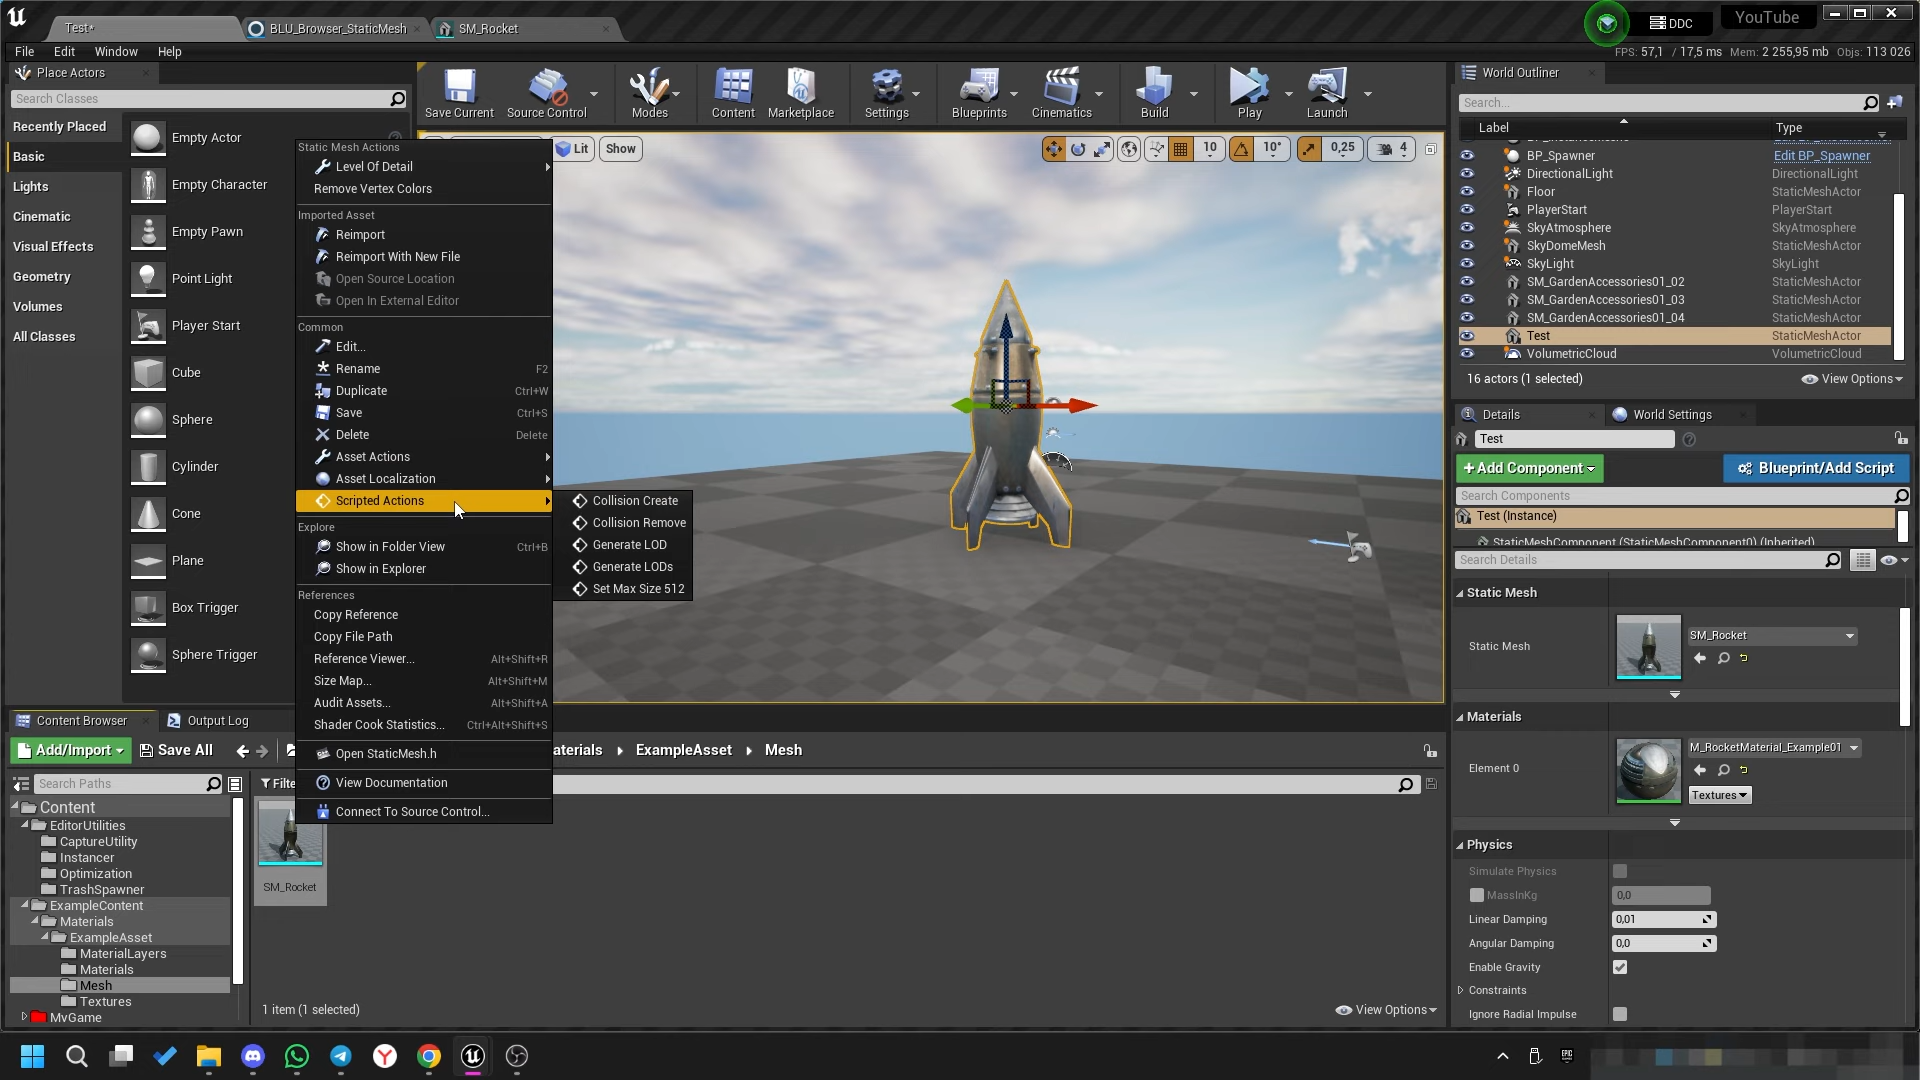 Test*
BLU_Browser_StaticMesh
SM_Rocket
DDC
YouTube
File Edit Window Help
FPS: 57,1 / 17,5 ms Mem: 2 255,95 mb Objs: 113 026
Place Actors
Search Classes
Recently Placed
Basic
Lights
Cinematic
Visual Effects
Geometry
Volumes
All Classes
Empty Actor
Empty Character
Empty Pawn
Point Light
Player Start
Cube
Sphere
Cylinder
Cone
Plane
Box Trigger
Sphere Trigger
Save Current
Source Control
Modes
Content
Marketplace
Settings
Blueprints
Cinematics
Build
Play
Launch
Lit
Show
10
10°
0,25
4
Static Mesh Actions
Level Of Detail
Remove Vertex Colors
Imported Asset
Reimport
Reimport With New File
Open Source Location
Open In External Editor
Common
Edit...
Rename F2
Duplicate Ctrl+W
Save Ctrl+S
Delete Delete
Asset Actions
Asset Localization
Scripted Actions
Explore
Show in Folder View Ctrl+B
Show in Explorer
References
Copy Reference
Copy File Path
Reference Viewer... Alt+Shift+R
Size Map... Alt+Shift+M
Audit Assets... Alt+Shift+A
Shader Cook Statistics... Ctrl+Alt+Shift+S
Open StaticMesh.h
View Documentation
Connect To Source Control...
Collision Create
Collision Remove
Generate LOD
Generate LODs
Set Max Size 512
World Outliner
Search...
Label Type
BP_Spawner Edit BP_Spawner
DirectionalLight DirectionalLight
Floor StaticMeshActor
PlayerStart PlayerStart
SkyAtmosphere SkyAtmosphere
SkyDomeMesh StaticMeshActor
SkyLight SkyLight
SM_GardenAccessories01_02 StaticMeshActor
SM_GardenAccessories01_03 StaticMeshActor
SM_GardenAccessories01_04 StaticMeshActor
Test StaticMeshActor
VolumetricCloud VolumetricCloud
16 actors (1 selected)
View Options
Details
World Settings
Test
+Add Component
Blueprint/Add Script
Search Components
Test (Instance)
StaticMeshComponent (StaticMeshComponent0) (Inherited)
Search Details
Static Mesh
Static Mesh
SM_Rocket
Materials
Element 0
M_RocketMaterial_Example01
Textures
Physics
Simulate Physics
MassInKg 0,0
Linear Damping 0,01
Angular Damping 0,0
Enable Gravity
Constraints
Ignore Radial Impulse
Content Browser
Output Log
Add/Import
Save All
aterials
ExampleAsset
Mesh
Search Paths
Filte
Content
EditorUtilities
CaptureUtility
Instancer
Optimization
TrashSpawner
ExampleContent
Materials
ExampleAsset
MaterialLayers
Materials
Mesh
Textures
MvGame
SM_Rocket
1 item (1 selected)
View Options
EPIC